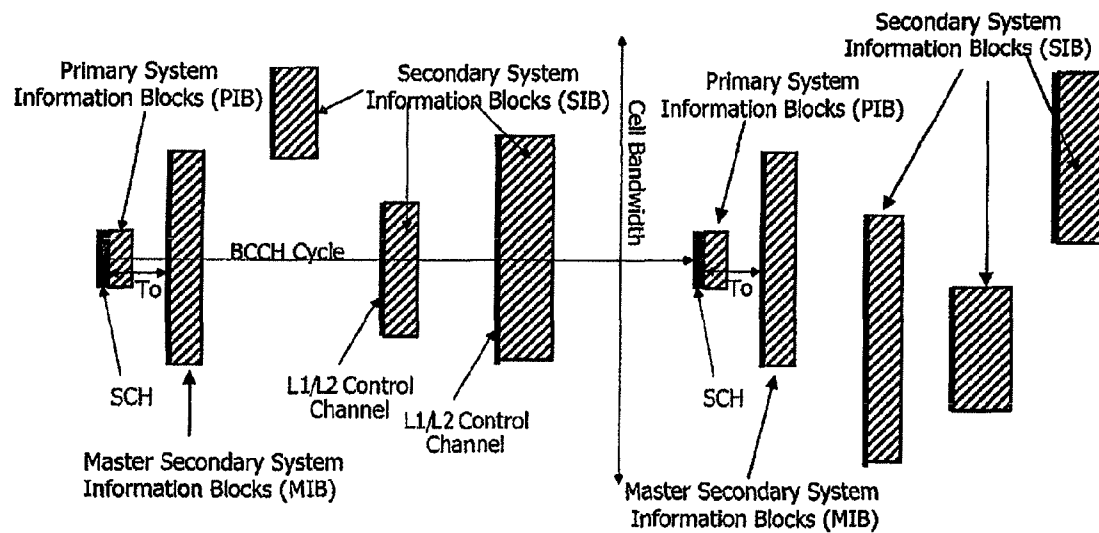 Primary System
Information Blocks (PIB)
Secondary System
Information Blocks (SIB)
BCCH Cycle
To
SCH
Master Secondary System
Information Blocks (MIB)
L1/L2 Control
Channel
L1/L2 Control
Channel
Cell Bandwidth
Primary System
Information Blocks (PIB)
Secondary System
Information Blocks (SIB)
To
SCH
Master Secondary System
Information Blocks (MIB)